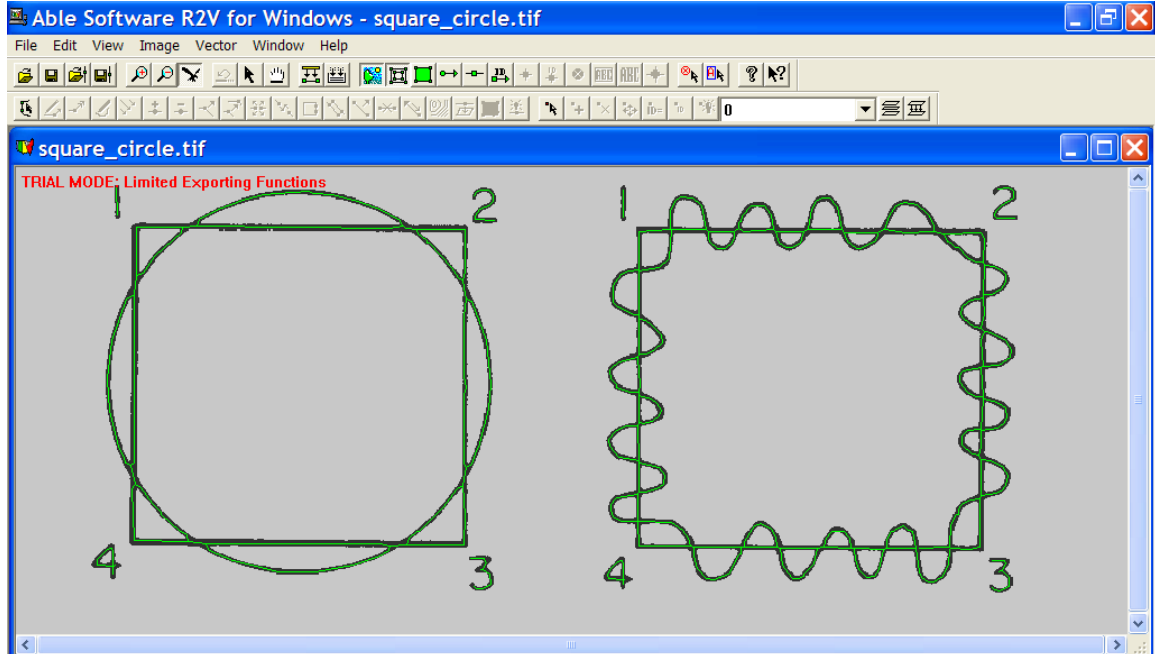 Able Software R2V for Windows - square_circle.tif
File Edit View Image Vector Window Help
0
square_circle.tif
TRIAL MODE: Limited Exporting Functions
1 2 1 2
4 3 4 3